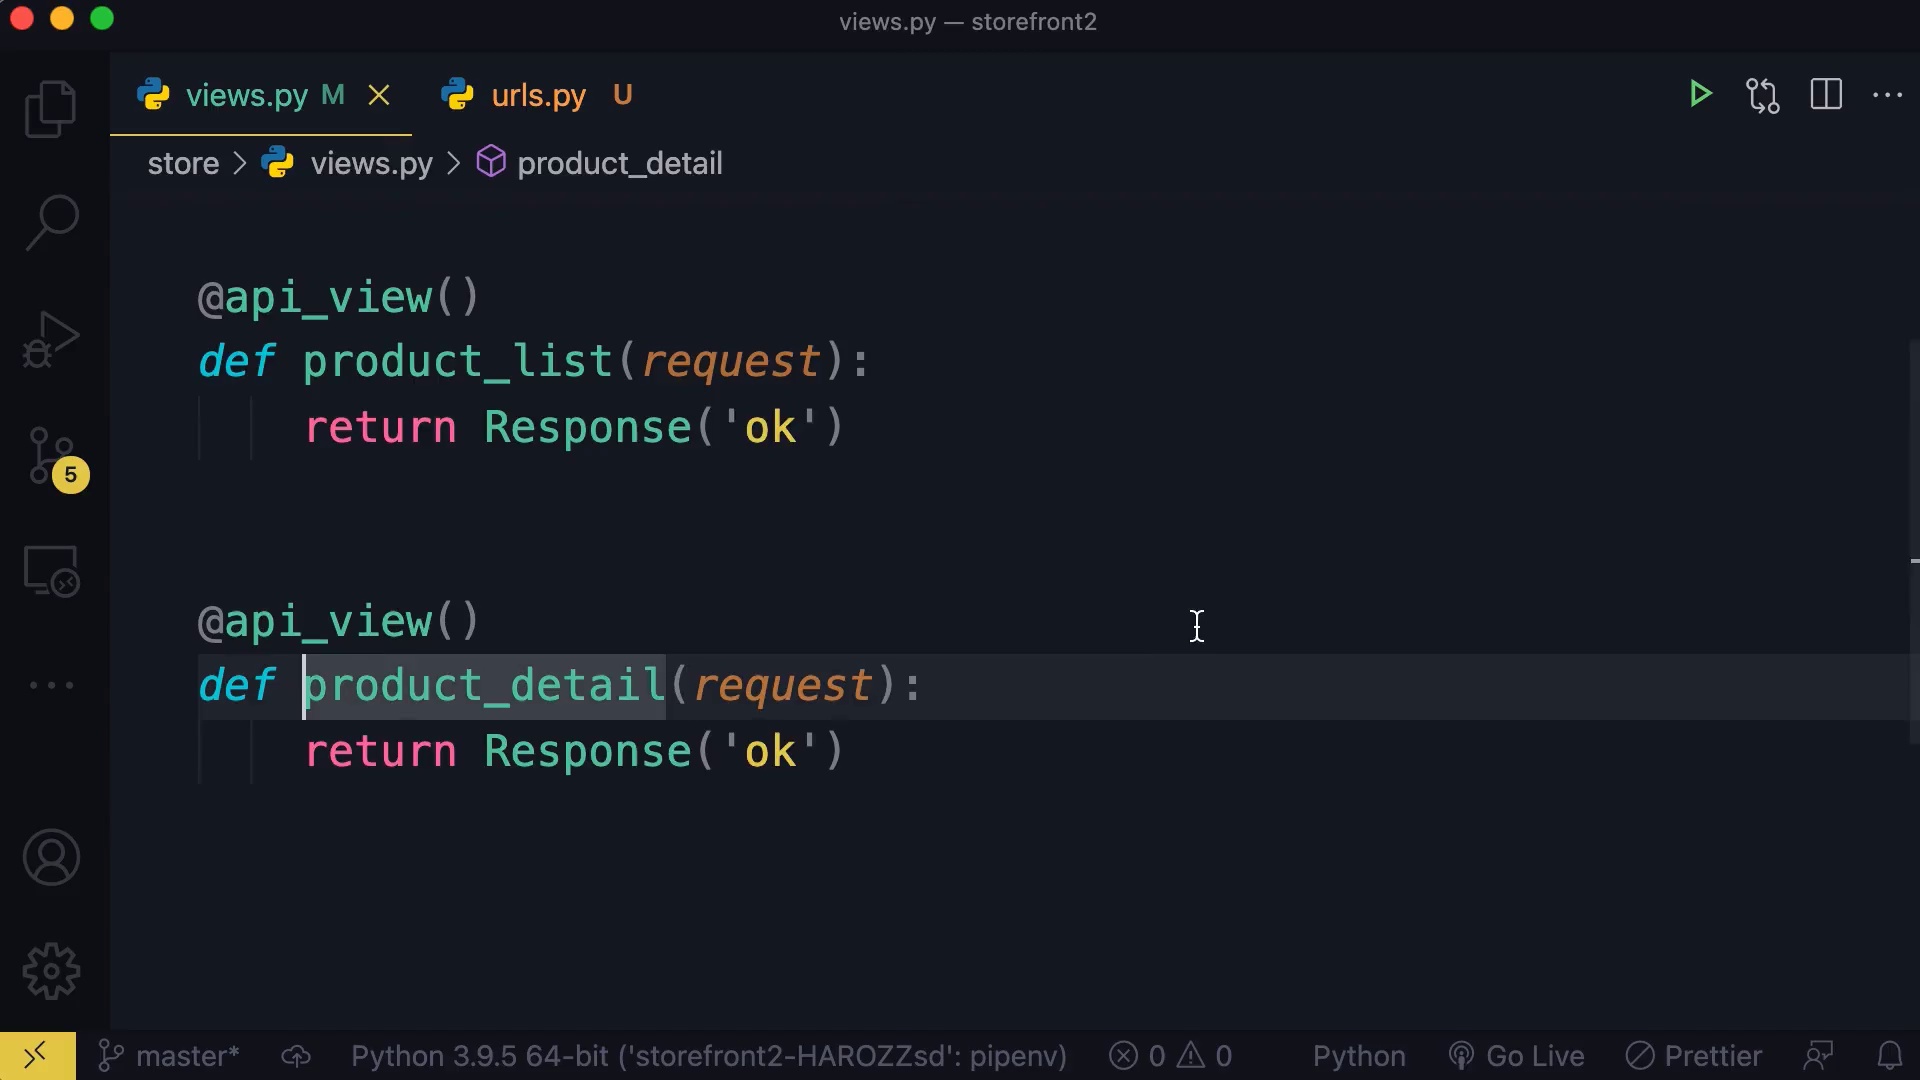 views.py — storefront2
views.py M urls.py U
store > views.py > product_detail
@api_view()
def product_list(request):
return Response('ok')
@api_view()
def product_detail(request):
return Response('ok')
5
master* Python 3.9.5 64-bit ('storefront2-HAROZZsd': pipenv) 0 0 Python Go Live Prettier